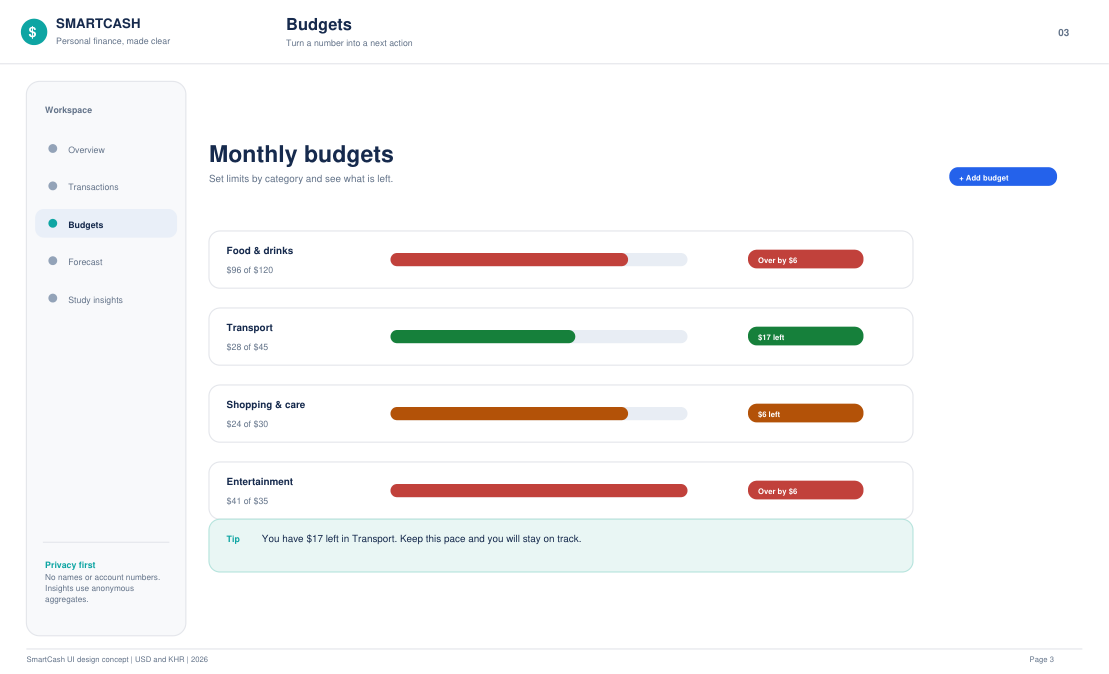 $
SMARTCASH
Personal finance, made clear
Budgets
Turn a number into a next action
03
Workspace
Overview
Transactions
Budgets
Forecast
Study insights
Privacy first
No names or account numbers.
Insights use anonymous
aggregates.
Monthly budgets
Set limits by category and see what is left.
+ Add budget
Food & drinks
$96 of $120
Over by $6
Transport
$28 of $45
$17 left
Shopping & care
$24 of $30
$6 left
Entertainment
$41 of $35
Over by $6
Tip You have $17 left in Transport. Keep this pace and you will stay on track.
SmartCash UI design concept | USD and KHR | 2026
Page 3